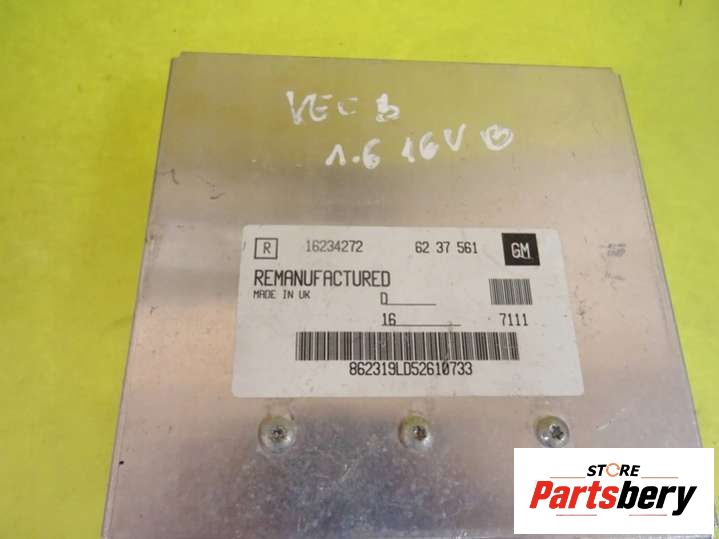 VEC B
1.6 16V B
R 16234272 62 37 561 GM
REMANUFACTURED
MADE IN UK D
16 7111
862319LD52610733
STORE
Partsbery